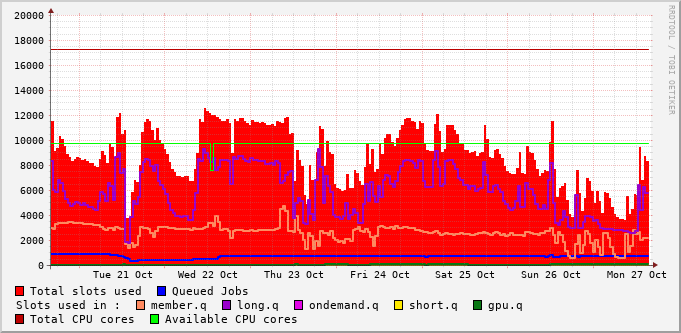 20000
18000
16000
14000
12000
10000
8000
6000
4000
2000
0
Tue 21 Oct Wed 22 Oct Thu 23 Oct Fri 24 Oct Sat 25 Oct Sun 26 Oct Mon 27 Oct
RRDTOOL / TOBI OETIKER
Total slots used Queued Jobs
Slots used in : member.q long.q ondemand.q short.q gpu.q
Total CPU cores Available CPU cores